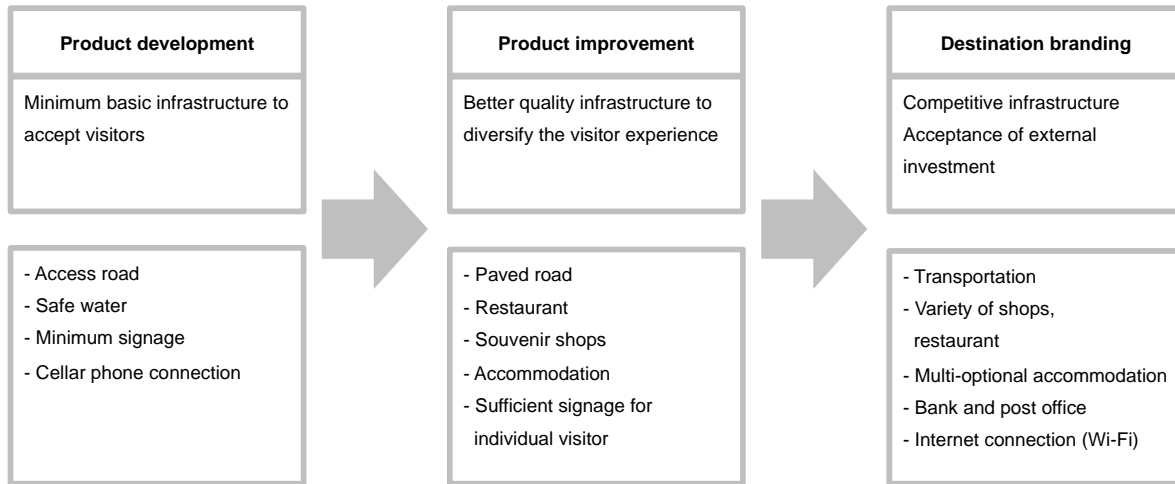 Product development
Minimum basic infrastructure to
accept visitors
- Access road
- Safe water
- Minimum signage
- Cellar phone connection
Product improvement
Better quality infrastructure to
diversify the visitor experience
- Paved road
- Restaurant
- Souvenir shops
- Accommodation
- Sufficient signage for
individual visitor
Destination branding
Competitive infrastructure
Acceptance of external
investment
- Transportation
- Variety of shops,
restaurant
- Multi-optional accommodation
- Bank and post office
- Internet connection (Wi-Fi)